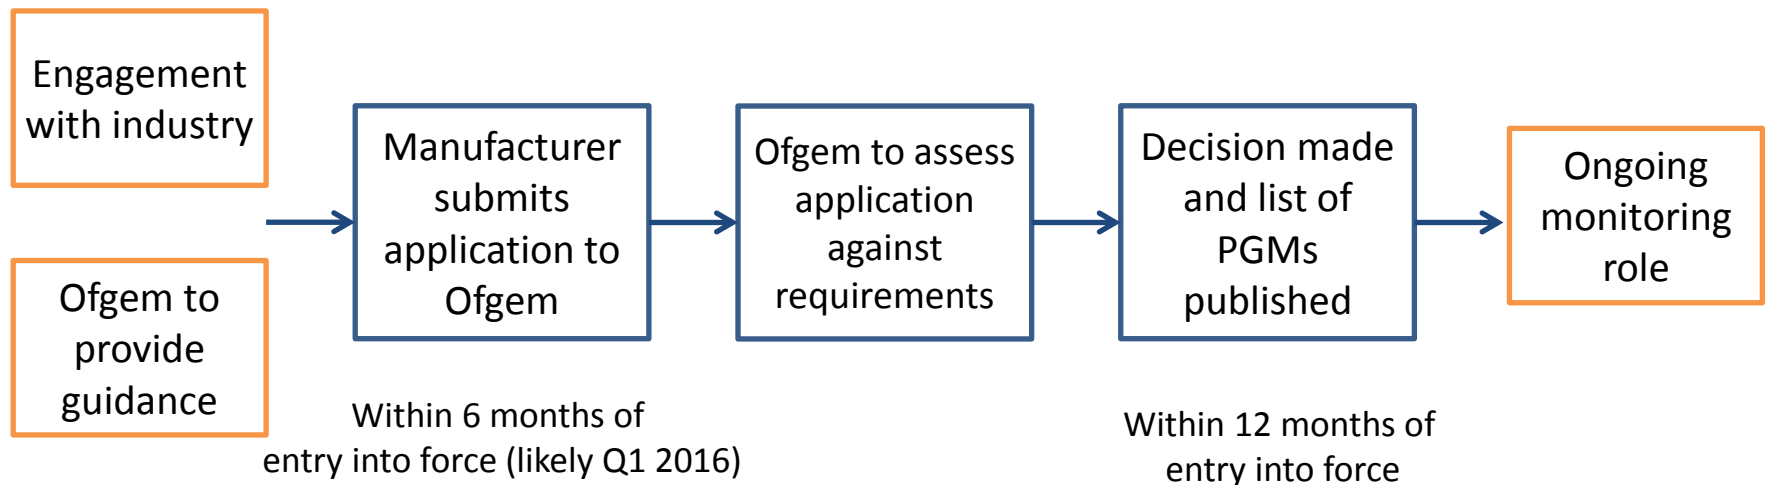 Engagement
with industry
Ofgem to
provide
guidance
Manufacturer
submits
application to
Ofgem
Within 6 months of
entry into force (likely Q1 2016)
Ofgem to assess
application
against
requirements
Decision made
and list of
PGMs
published
Within 12 months of
entry into force
Ongoing
monitoring
role